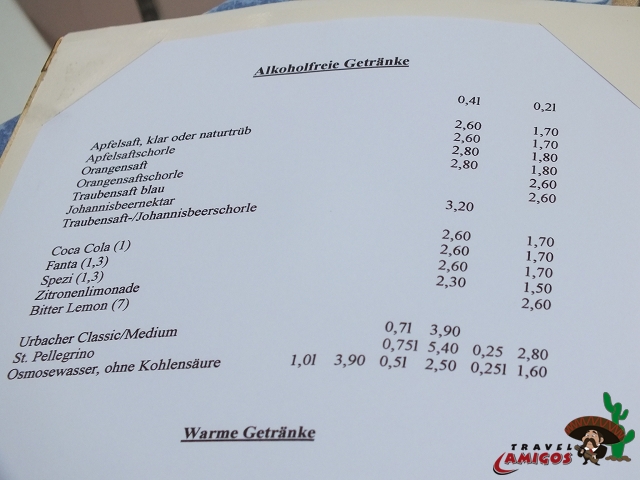 Alkoholfreie Getränke
0,4l 0,2l
Apfelsaft, klar oder naturtrüb 2,60 1,70
Apfelsaftschorle 2,60 1,70
Orangensaft 2,80 1,80
Orangensaftschorle 2,80 1,80
Traubensaft blau 2,60
Johannisbeernektar 2,60
Traubensaft-/Johannisbeerschorle 3,20
Coca Cola (1) 2,60 1,70
Fanta (1,3) 2,60 1,70
Spezi (1,3) 2,60 1,70
Zitronenlimonade 2,30 1,50
Bitter Lemon (7) 2,60
Urbacher Classic/Medium 0,7l 3,90
St. Pellegrino 0,75l 5,40 0,25 2,80
Osmosewasser, ohne Kohlensäure 1,0l 3,90 0,5l 2,50 0,25l 1,60
Warme Getränke
TRAVEL
AMIGOS